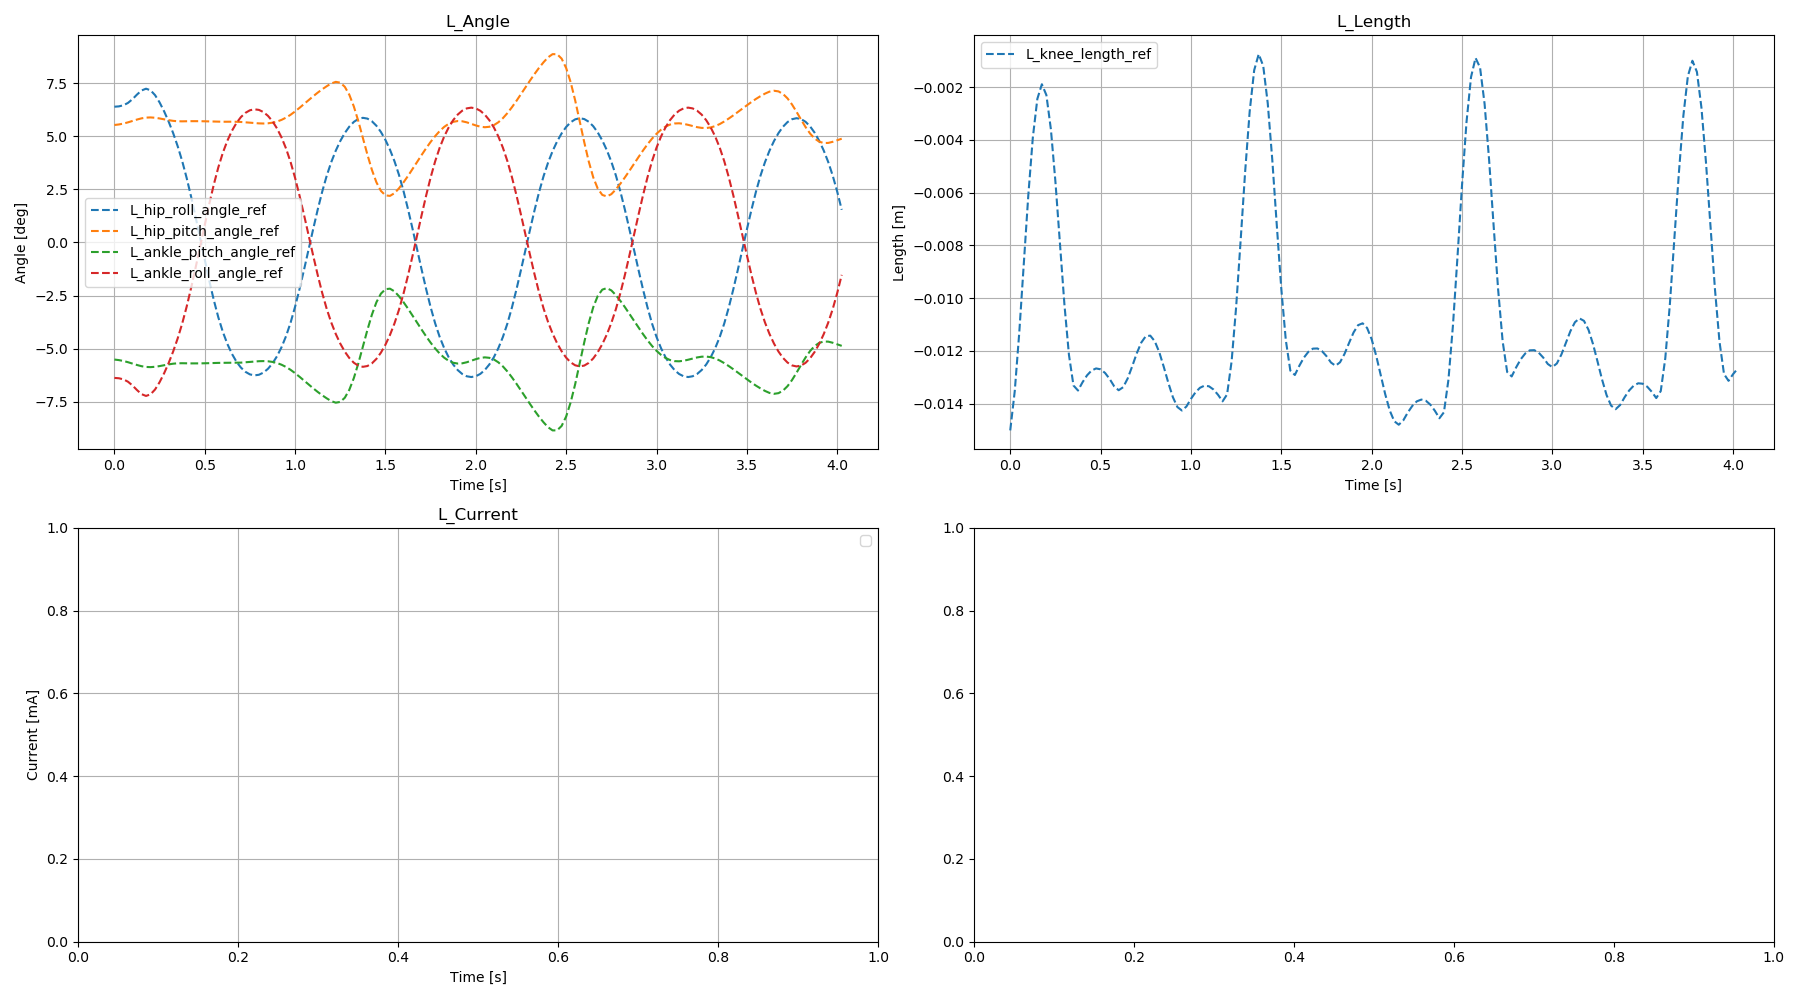 L_Angle
7.5
5.0
2.5
0.0
−2.5
−5.0
−7.5
Angle [deg]
L_hip_roll_angle_ref
L_hip_pitch_angle_ref
L_ankle_pitch_angle_ref
L_ankle_roll_angle_ref
0.0 0.5 1.0 1.5 2.0 2.5 3.0 3.5 4.0
Time [s]
L_Length
L_knee_length_ref
−0.002
−0.004
−0.006
−0.008
−0.010
−0.012
−0.014
Length [m]
0.0 0.5 1.0 1.5 2.0 2.5 3.0 3.5 4.0
Time [s]
L_Current
1.0
0.8
0.6
0.4
0.2
0.0
Current [mA]
0.0 0.2 0.4 0.6 0.8 1.0
Time [s]
1.0
0.8
0.6
0.4
0.2
0.0
0.0 0.2 0.4 0.6 0.8 1.0